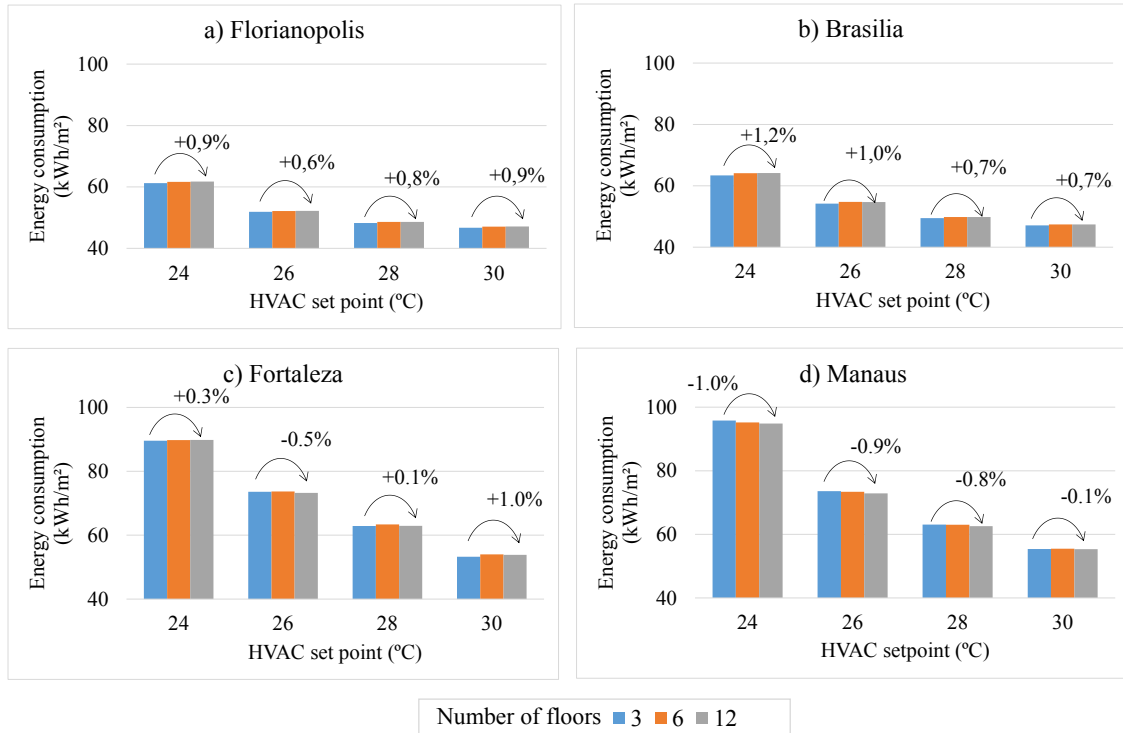 a) Florianopolis
Energy consumption
(kWh/m²)
100
80
60
40
+0,9%
+0,6%
+0,8%
+0,9%
24
26
28
30
HVAC set point (ºC)
b) Brasilia
Energy consumption
(kWh/m²)
100
80
60
40
+1,2%
+1,0%
+0,7%
+0,7%
24
26
28
30
HVAC set point (ºC)
c) Fortaleza
Energy consumption
(kWh/m²)
100
80
60
40
+0.3%
-0.5%
+0.1%
+1.0%
24
26
28
30
HVAC set point (ºC)
d) Manaus
Energy consumption
(kWh/m²)
100
80
60
40
-1.0%
-0.9%
-0.8%
-0.1%
24
26
28
30
HVAC setpoint (ºC)
Number of floors 3 6 12